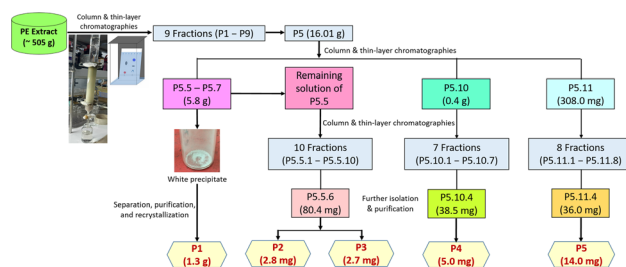 Column & thin-layer
chromatographies
PE Extract
(~ 505 g)
9 Fractions (P1 – P9)
P5 (16.01 g)
Column & thin-layer chromatographies
P5.5 – P5.7
(5.8 g)
Remaining
solution of
P5.5
P5.10
(0.4 g)
P5.11
(308.0 mg)
Column & thin-layer chromatographies
White precipitate
10 Fractions
(P5.5.1 – P5.5.10)
7 Fractions
(P5.10.1 – P5.10.7)
8 Fractions
(P5.11.1 – P5.11.8)
Separation, purification,
and recrystallization
P5.5.6
(80.4 mg)
Further isolation
& purification
P5.10.4
(38.5 mg)
P5.11.4
(36.0 mg)
P1
(1.3 g)
P2
(2.8 mg)
P3
(2.7 mg)
P4
(5.0 mg)
P5
(14.0 mg)